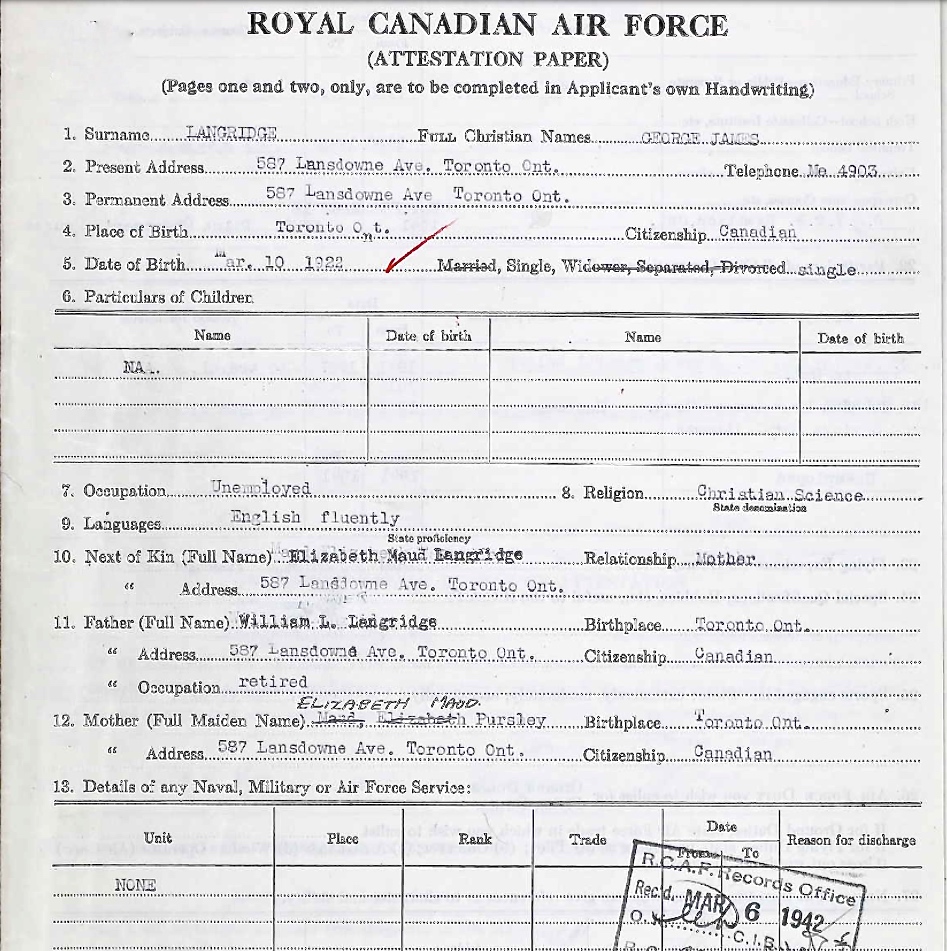 ROYAL CANADIAN AIR FORCE
(ATTESTATION PAPER)
(Pages one and two, only, are to be completed in Applicant's own Handwriting)
1. Surname LANGRIDGE Full Christian Names GEORGE JAMES
2. Present Address 587 Lansdowne Ave. Toronto Ont. Telephone Me 4903
3. Permanent Address 587 Lansdowne Ave Toronto Ont.
4. Place of Birth Toronto Ont. Citizenship Canadian
5. Date of Birth Mar. 10 1922 Married, Single, Widower, Separated, Divorced single
6. Particulars of Children
Name Date of birth Name Date of birth
NA..
7. Occupation Unemployed 8. Religion Christian Science
State denomination
9. Languages English fluently
State proficiency
10. Next of Kin (Full Name) Elizabeth Maud Langridge Relationship Mother
" Address 587 Lansdowne Ave. Toronto Ont.
11. Father (Full Name) William L. Langridge Birthplace Toronto Ont.
" Address 587 Lansdowne Ave. Toronto Ont. Citizenship Canadian
" Occupation retired
ELIZABETH MAUD.
12. Mother (Full Maiden Name) Maud, Elizabeth Pursley Birthplace Toronto Ont.
" Address 587 Lansdowne Ave. Toronto Ont. Citizenship Canadian
13. Details of any Naval, Military or Air Force Service:
Unit Place Rank Trade Date Reason for discharge
From To
NONE
R.C.A.F. Records Office
Rec'd. MAR 6 1942
O.
C.I.B.